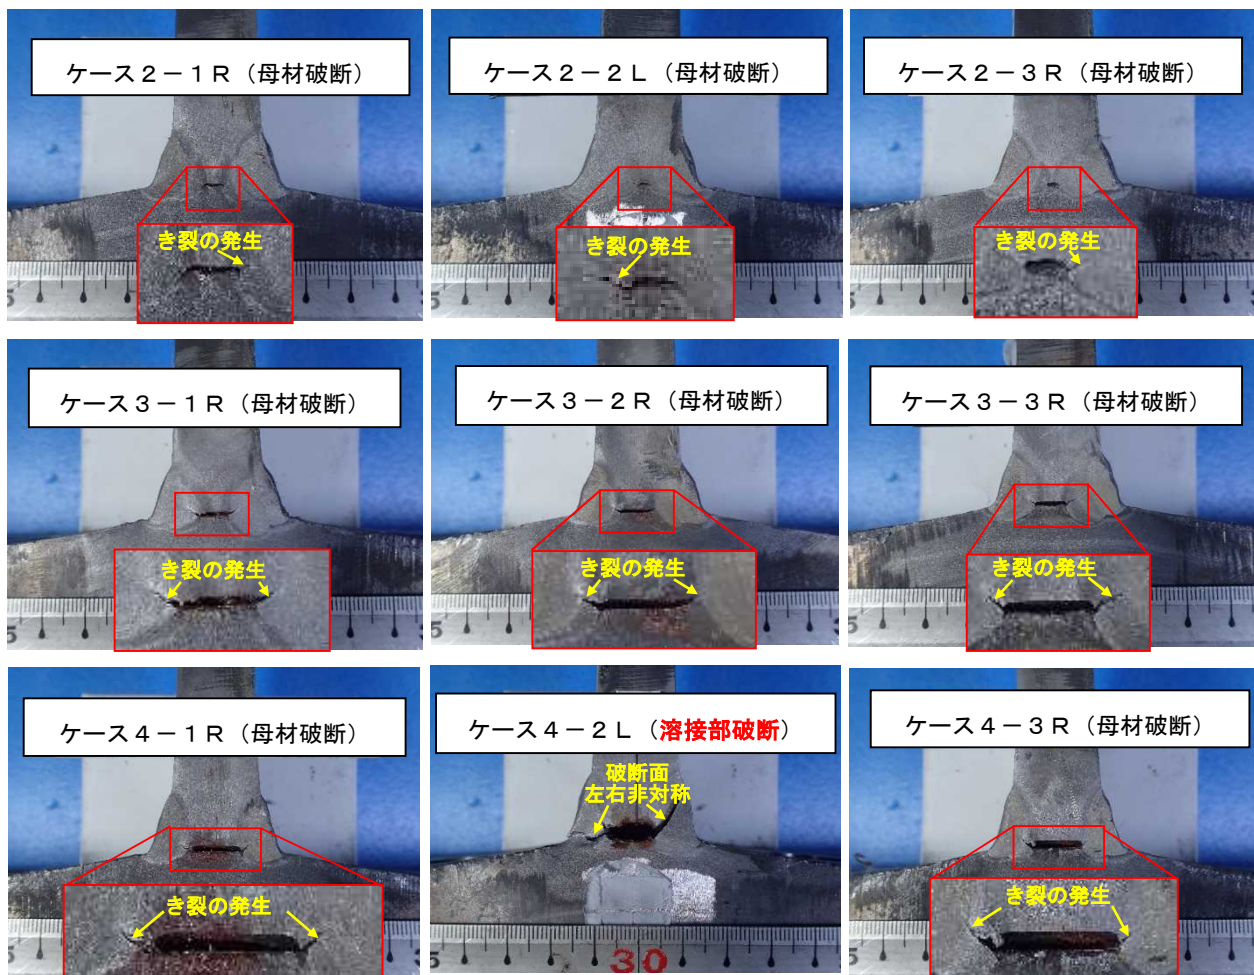 ケース２－１Ｒ（母材破断）
き裂の発生
ケース２－２Ｌ（母材破断）
き裂の発生
ケース２－３Ｒ（母材破断）
き裂の発生
ケース３－１Ｒ（母材破断）
き裂の発生
ケース３－２Ｒ（母材破断）
き裂の発生
ケース３－３Ｒ（母材破断）
き裂の発生
ケース４－１Ｒ（母材破断）
き裂の発生
ケース４－２Ｌ（溶接部破断）
破断面
左右非対称
30
ケース４－３Ｒ（母材破断）
き裂の発生